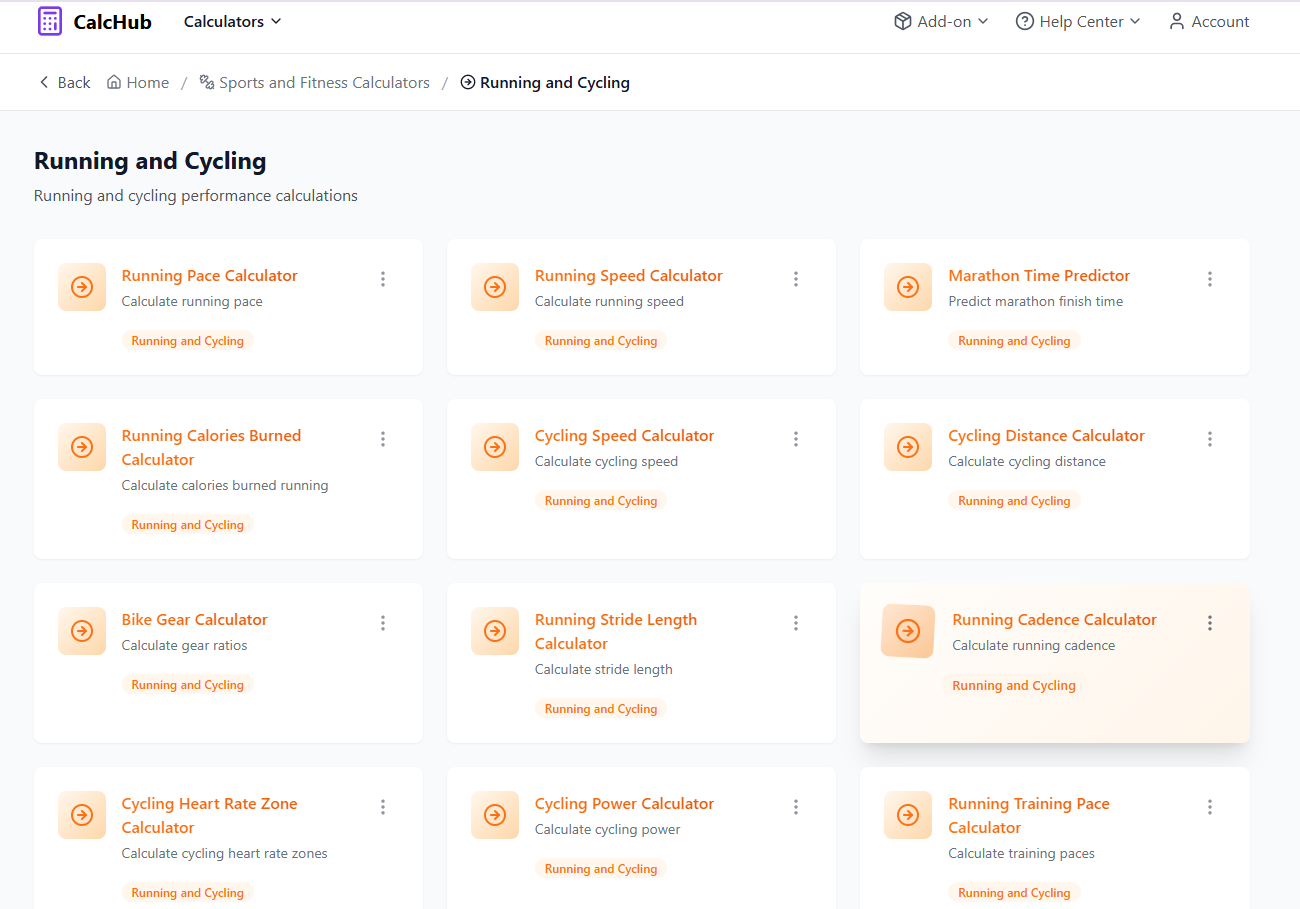 CalcHub Calculators Add-on Help Center Account
Back Home / Sports and Fitness Calculators / Running and Cycling
Running and Cycling
Running and cycling performance calculations
Running Pace Calculator
Calculate running pace
Running and Cycling
Running Speed Calculator
Calculate running speed
Running and Cycling
Marathon Time Predictor
Predict marathon finish time
Running and Cycling
Running Calories Burned
Calculator
Calculate calories burned running
Running and Cycling
Cycling Speed Calculator
Calculate cycling speed
Running and Cycling
Cycling Distance Calculator
Calculate cycling distance
Running and Cycling
Bike Gear Calculator
Calculate gear ratios
Running and Cycling
Running Stride Length
Calculator
Calculate stride length
Running and Cycling
Running Cadence Calculator
Calculate running cadence
Running and Cycling
Cycling Heart Rate Zone
Calculator
Calculate cycling heart rate zones
Running and Cycling
Cycling Power Calculator
Calculate cycling power
Running and Cycling
Running Training Pace
Calculator
Calculate training paces
Running and Cycling